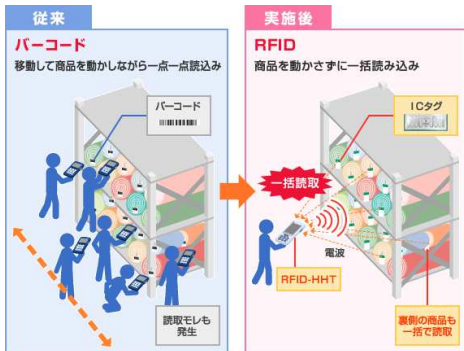 従来
バーコード
移動して商品を動かしながら一点一点読込み
バーコード
読取モレも
発生
実施後
RFID
商品を動かさずに一括読み込み
ICタグ
一括読取
電波
RFID-HHT
裏側の商品も
一括で読取